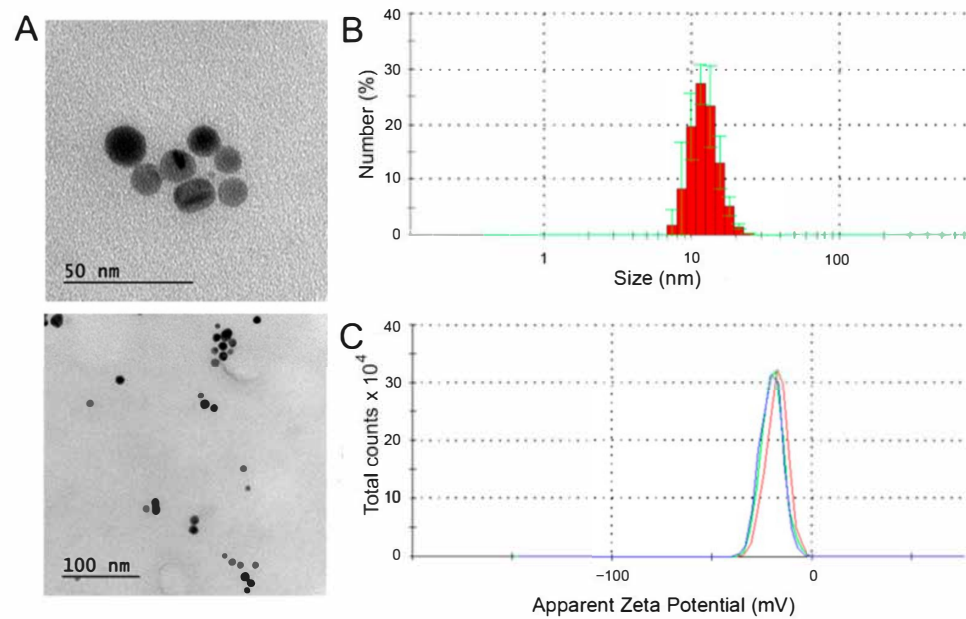 A
50 nm
100 nm
B
Number (%)
40
30
20
10
0
1
10
100
Size (nm)
C
Total counts x 10⁴
40
30
20
10
0
−100
0
Apparent Zeta Potential (mV)